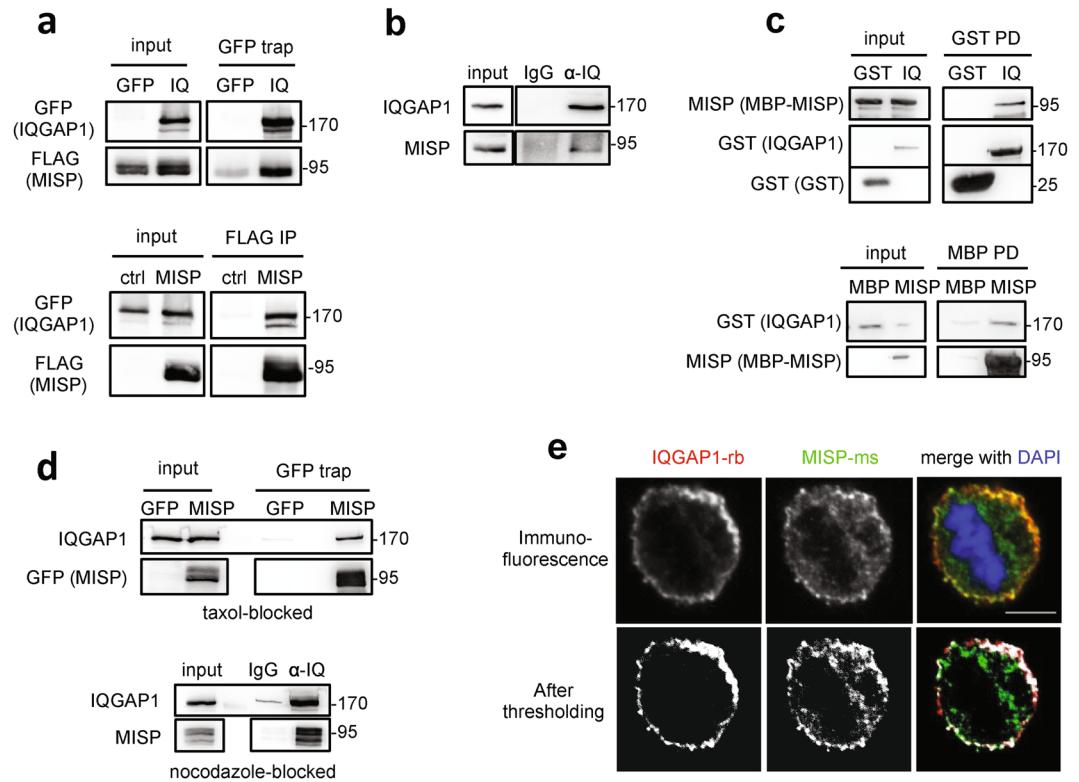 a
input GFP trap
GFP IQ GFP IQ
GFP
(IQGAP1)
-170
FLAG
(MISP)
-95
input FLAG IP
ctrl MISP ctrl MISP
GFP
(IQGAP1)
-170
FLAG
(MISP)
-95
b
input IgG α-IQ
IQGAP1 -170
MISP -95
c
input GST PD
GST IQ GST IQ
MISP (MBP-MISP) -95
GST (IQGAP1) -170
GST (GST) -25
input MBP PD
MBP MISP MBP MISP
GST (IQGAP1) -170
MISP (MBP-MISP) -95
d
input GFP trap
GFP MISP GFP MISP
IQGAP1 -170
GFP (MISP) -95
taxol-blocked
input IgG α-IQ
IQGAP1 -170
MISP -95
nocodazole-blocked
e
IQGAP1-rb MISP-ms merge with DAPI
Immuno-
fluorescence
After
thresholding